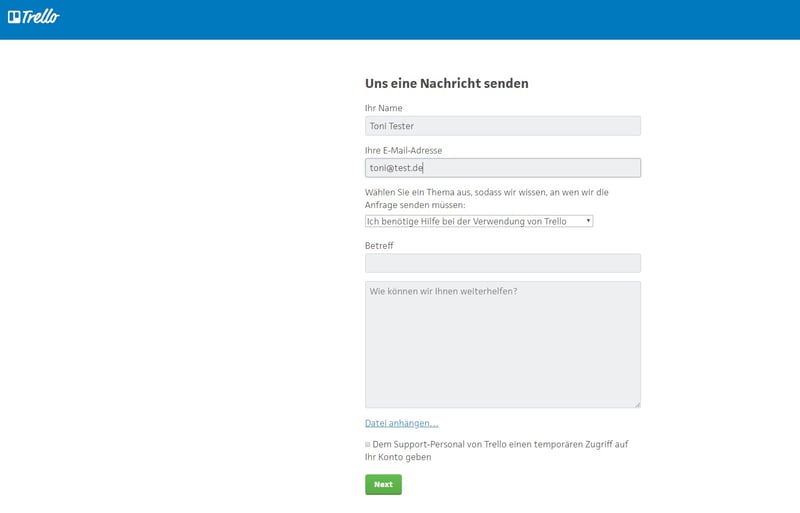 Trello
Uns eine Nachricht senden
Ihr Name
Toni Tester
Ihre E-Mail-Adresse
toni@test.de
Wählen Sie ein Thema aus, sodass wir wissen, an wen wir die
Anfrage senden müssen:
Ich benötige Hilfe bei der Verwendung von Trello
Betreff
Wie können wir Ihnen weiterhelfen?
Datei anhängen...
Dem Support-Personal von Trello einen temporären Zugriff auf
Ihr Konto geben
Next